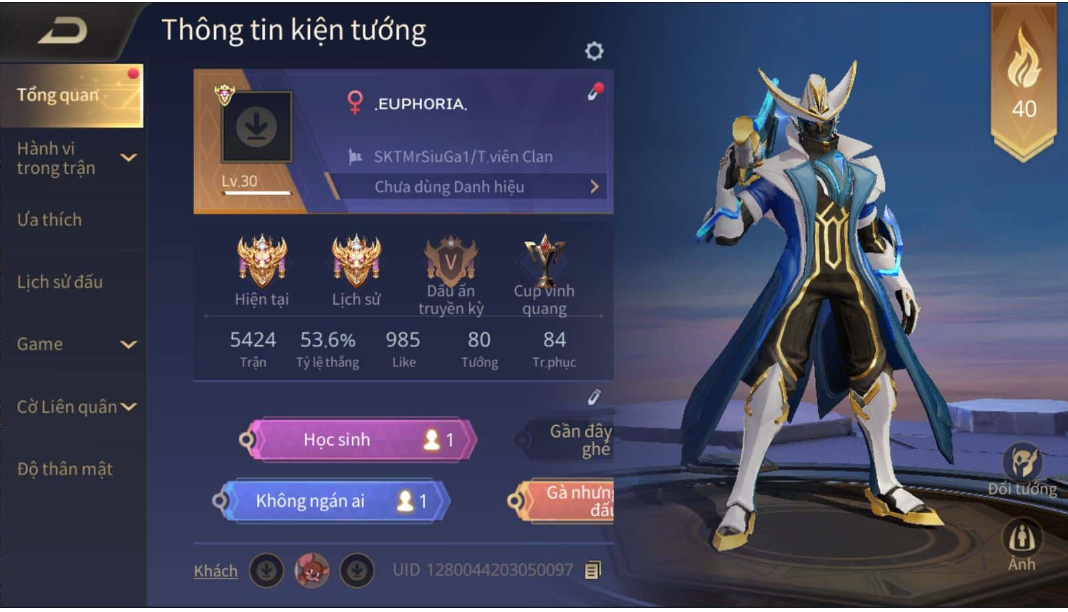 Thông tin kiện tướng
Tổng quan
Hành vi
trong trận
Ưa thích
Lịch sử đấu
Game
Cờ Liên quân
Độ thân mật
Lv.30
.EUPHORIA.
SKTMrSiuGa1/T.viên Clan
Chưa dùng Danh hiệu
Hiện tại
Lịch sử
V
Dấu ấn
truyền kỳ
Cup vinh
quang
5424
53.6%
985
80
84
Trận
Tỷ lệ thắng
Like
Tướng
Tr.phục
Học sinh 1
Gần đây
ghé
Không ngán ai 1
Gà nhưng
đấu
Khách
UID 1280044203050097
40
Đổi tướng
Ảnh